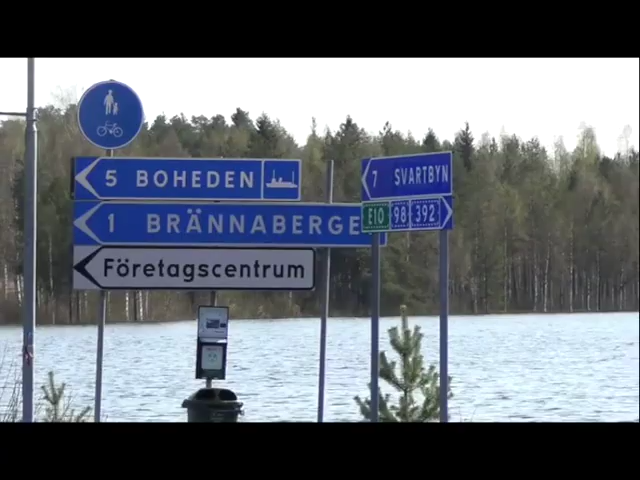 5 BOHEDEN
1 BRÄNNABERGE
Företagscentrum
7 SVARTBYN
E10 98 392